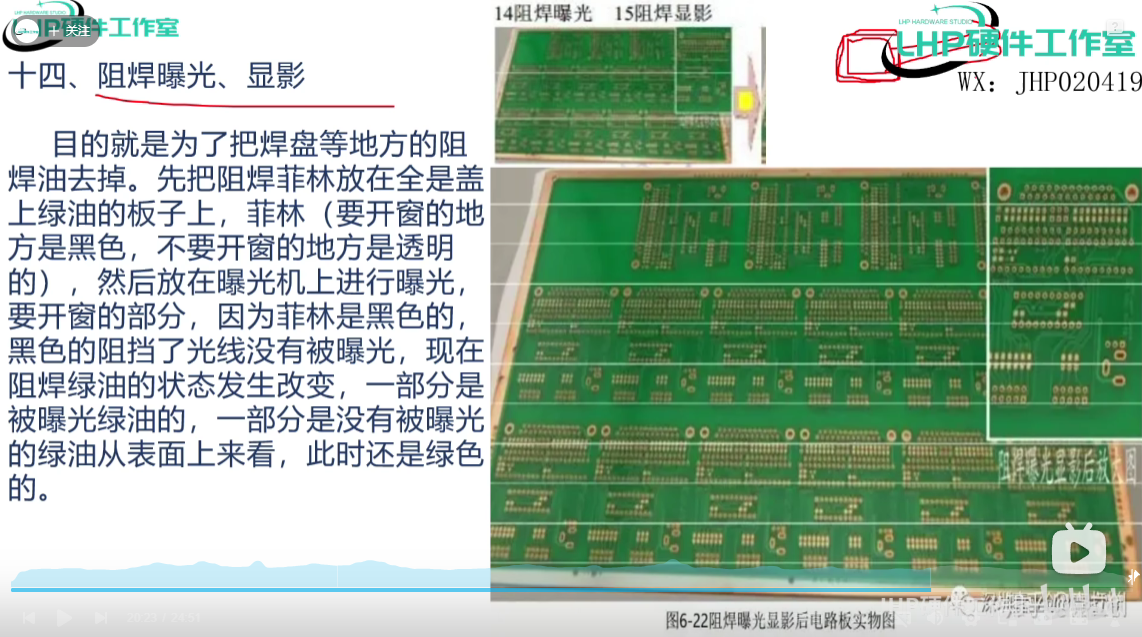 LHP HARDWARE STUDIO
LHP硬件工作室
+ 关注
14阻焊曝光 15阻焊显影
LHP HARDWARE STUDIO
LHP硬件工作室
WX: JHP020419
十四、阻焊曝光、显影
目的就是为了把焊盘等地方的阻
焊油去掉。先把阻焊菲林放在全是盖
上绿油的板子上，菲林（要开窗的地
方是黑色，不要开窗的地方是透明
的），然后放在曝光机上进行曝光，
要开窗的部分，因为菲林是黑色的，
黑色的阻挡了光线没有被曝光，现在
阻焊绿油的状态发生改变，一部分是
被曝光绿油的，一部分是没有被曝光
的绿油从表面上来看，此时还是绿色
的。
阻焊曝光显影后放大图
20:23 / 24:51
图6-22阻焊曝光显影后电路板实物图